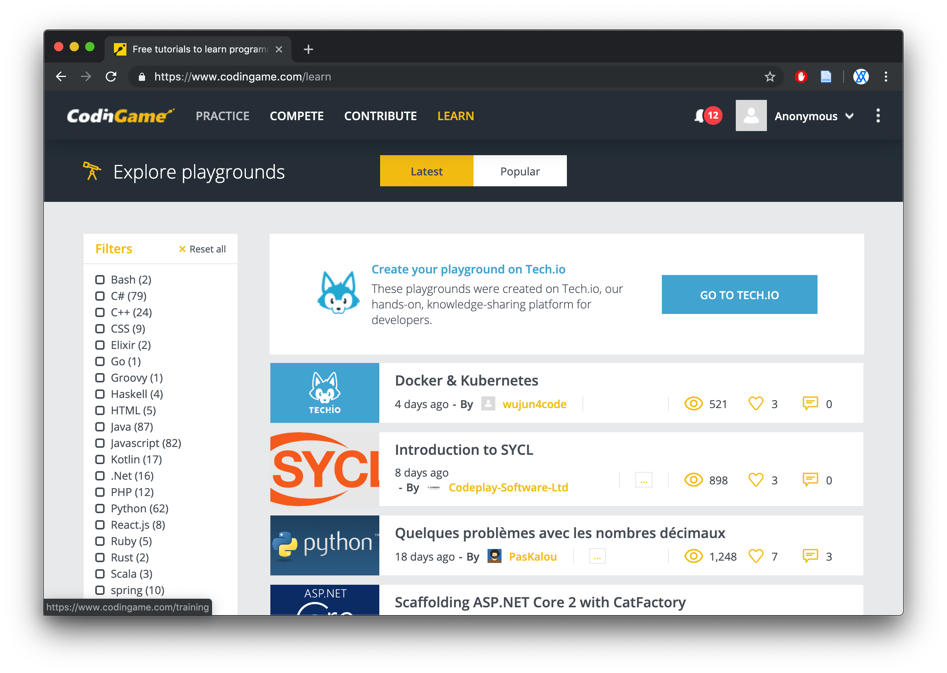 Free tutorials to learn program
https://www.codingame.com/learn
CodinGame
PRACTICE
COMPETE
CONTRIBUTE
LEARN
12
Anonymous
Explore playgrounds
Latest
Popular
Filters
× Reset all
Bash (2)
C# (79)
C++ (24)
CSS (9)
Elixir (2)
Go (1)
Groovy (1)
Haskell (4)
HTML (5)
Java (87)
Javascript (82)
Kotlin (17)
.Net (16)
PHP (12)
Python (62)
React.js (8)
Ruby (5)
Rust (2)
Scala (3)
spring (10)
https://www.codingame.com/training
Create your playground on Tech.io
These playgrounds were created on Tech.io, our
hands-on, knowledge-sharing platform for
developers.
GO TO TECH.IO
TECHIO
Docker & Kubernetes
4 days ago - By wujun4code
521
3
0
SYCL
Introduction to SYCL
8 days ago
- By Codeplay-Software-Ltd
...
898
3
0
python™
Quelques problèmes avec les nombres décimaux
18 days ago - By PasKalou
...
1,248
7
3
ASP.NET
Core
Scaffolding ASP.NET Core 2 with CatFactory